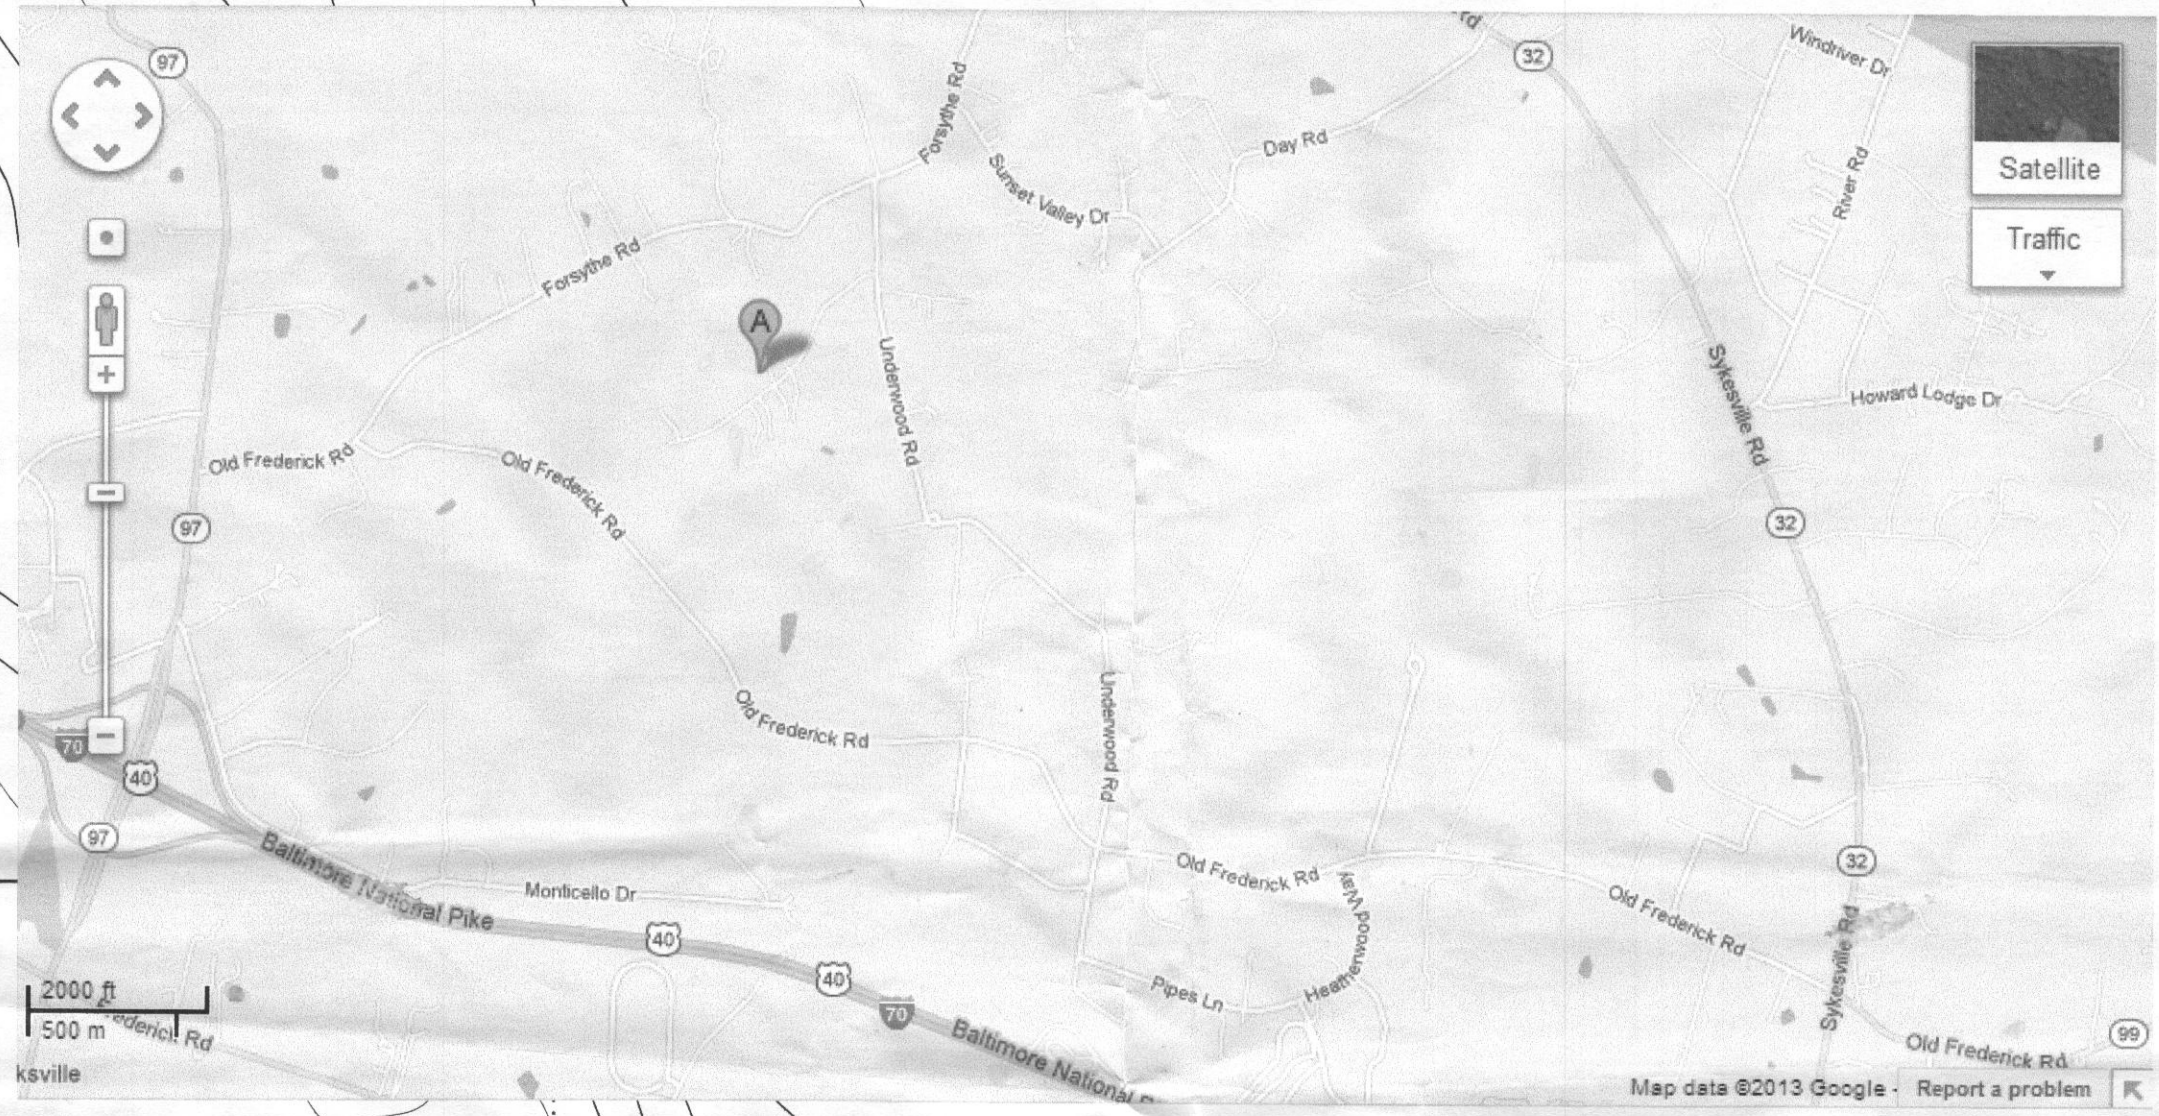 97
32
Windriver Dr
Forsythe Rd
Day Rd
Satellite
Sunset Valley Dr
River Rd
Traffic
Forsythe Rd
A
Underwood Rd
Sykesville Rd
Howard Lodge Dr
Old Frederick Rd
Old Frederick Rd
97
32
Underwood Rd
Old Frederick Rd
70
40
97
Baltimore National Pike
Old Frederick Rd
32
Monticello Dr
Heatherwood Way
Old Frederick Rd
40
40
Sykesville Rd
Pipes Ln
2000 ft
500 m
70
Baltimore National
99
Old Frederick Rd
Rd
ksville
Map data ©2013 Google -
Report a problem